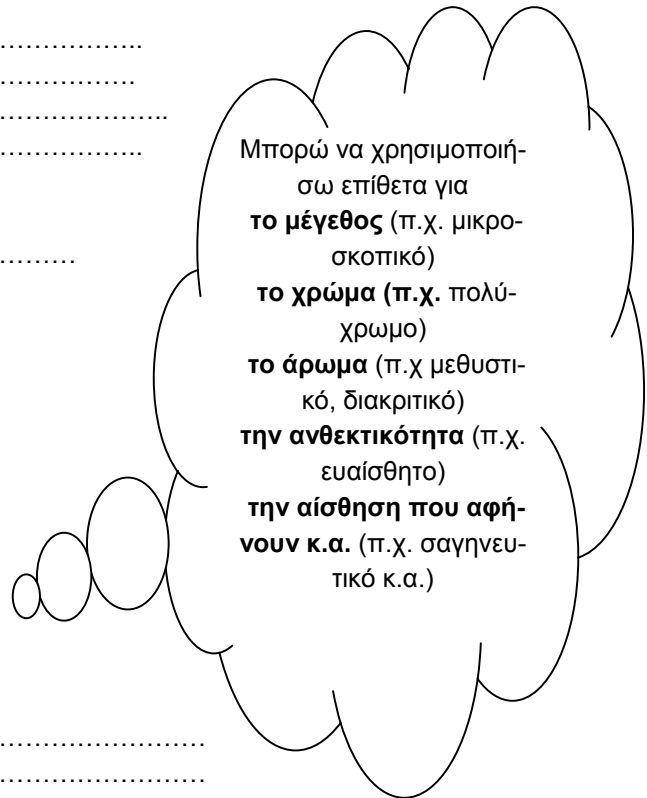 ………………..
……………….
…………………..
………………..
Μπορώ να χρησιμοποιή-
σω επίθετα για
το μέγεθος (π.χ. μικρο-
σκοπικό)
………
το χρώμα (π.χ. πολύ-
χρωμο)
το άρωμα (π.χ μεθυστι-
κό, διακριτικό)
την ανθεκτικότητα (π.χ.
ευαίσθητο)
την αίσθηση που αφή-
νουν κ.α. (π.χ. σαγηνευ-
τικό κ.α.)
……………………
……………………